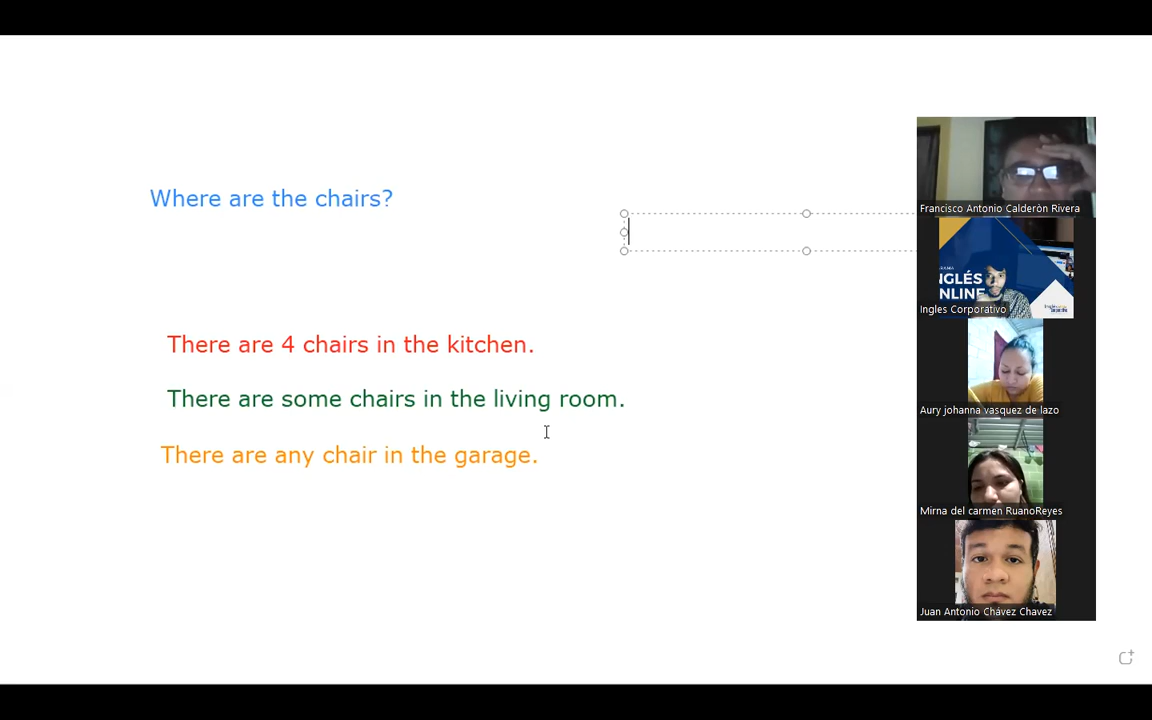 Where are the chairs?
There are 4 chairs in the kitchen.
There are some chairs in the living room.
There are any chair in the garage.
Francisco Antonio Calderòn Rivera
NGLÉS
NLINE
Ingles Corporativo
Aury johanna vasquez de lazo
Mirna del carmen RuanoReyes
Juan Antonio Chávez Chavez